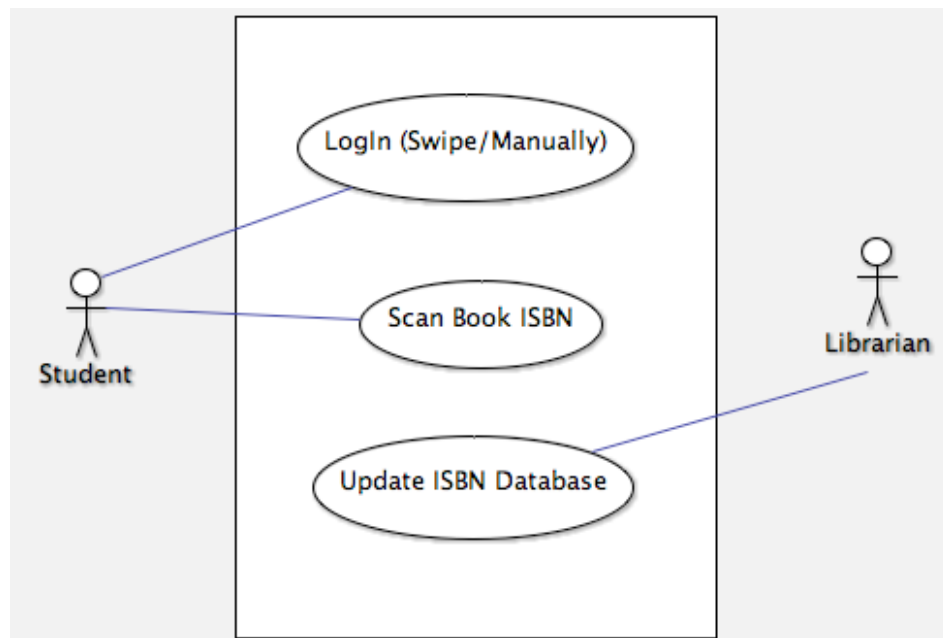 LogIn (Swipe/Manually)
Scan Book ISBN
Librarian
Student
Update ISBN Database